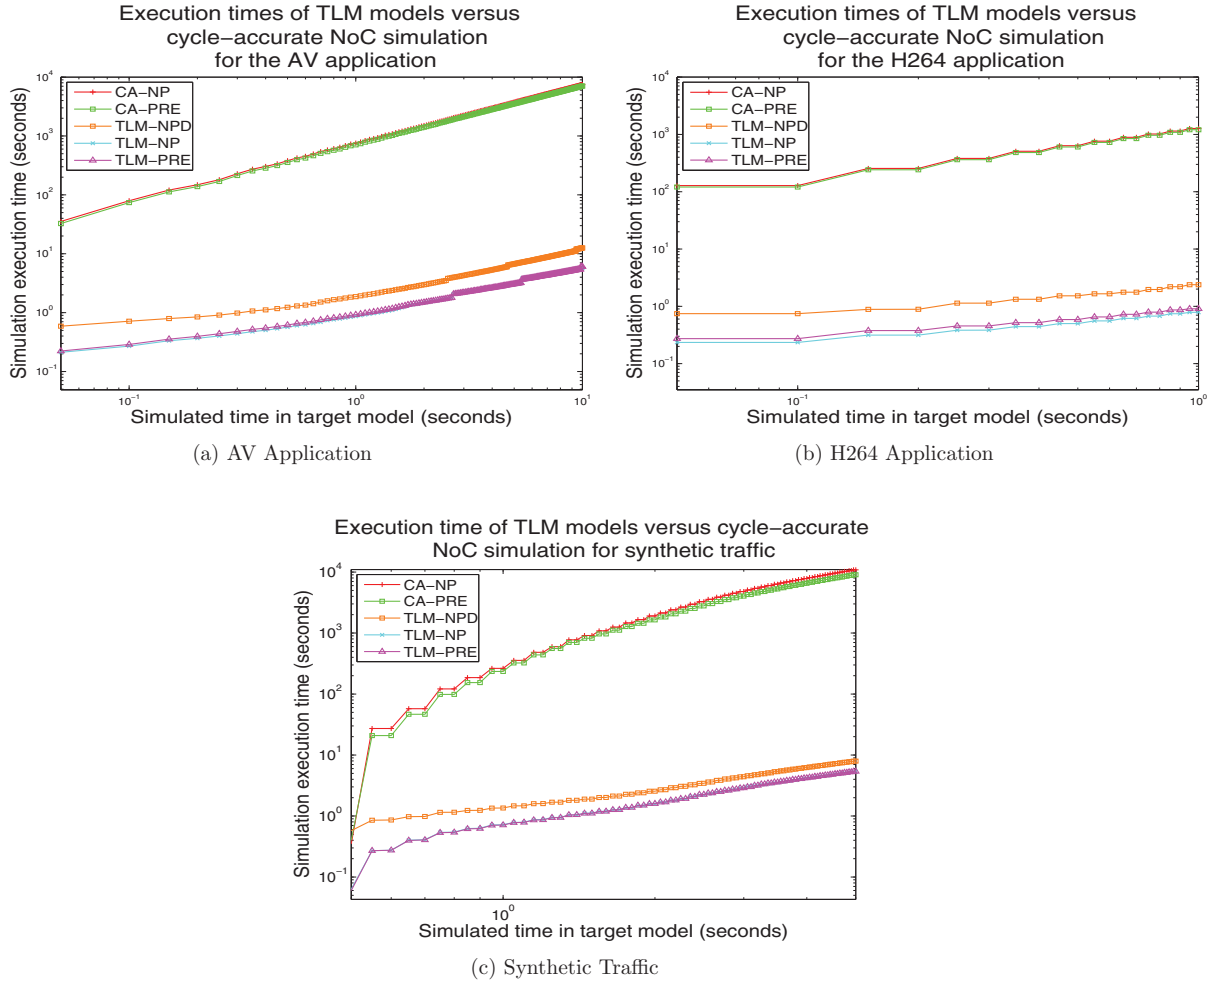 Execution times of TLM models versus
cycle−accurate NoC simulation
for the AV application
10^4
10^3
10^2
10^1
10^0
10^−1
Simulation execution time (seconds)
CA−NP
CA−PRE
TLM−NPD
TLM−NP
TLM−PRE
10^−1
10^0
10^1
Simulated time in target model (seconds)
(a) AV Application
Execution times of TLM models versus
cycle−accurate NoC simulation
for the H264 application
10^4
10^3
10^2
10^1
10^0
10^−1
Simulation execution time (seconds)
CA−NP
CA−PRE
TLM−NPD
TLM−NP
TLM−PRE
10^−1
10^0
Simulated time in target model (seconds)
(b) H264 Application
Execution time of TLM models versus cycle−accurate
NoC simulation for synthetic traffic
10^4
10^3
10^2
10^1
10^0
10^−1
Simulation execution time (seconds)
CA−NP
CA−PRE
TLM−NPD
TLM−NP
TLM−PRE
10^0
Simulated time in target model (seconds)
(c) Synthetic Traffic